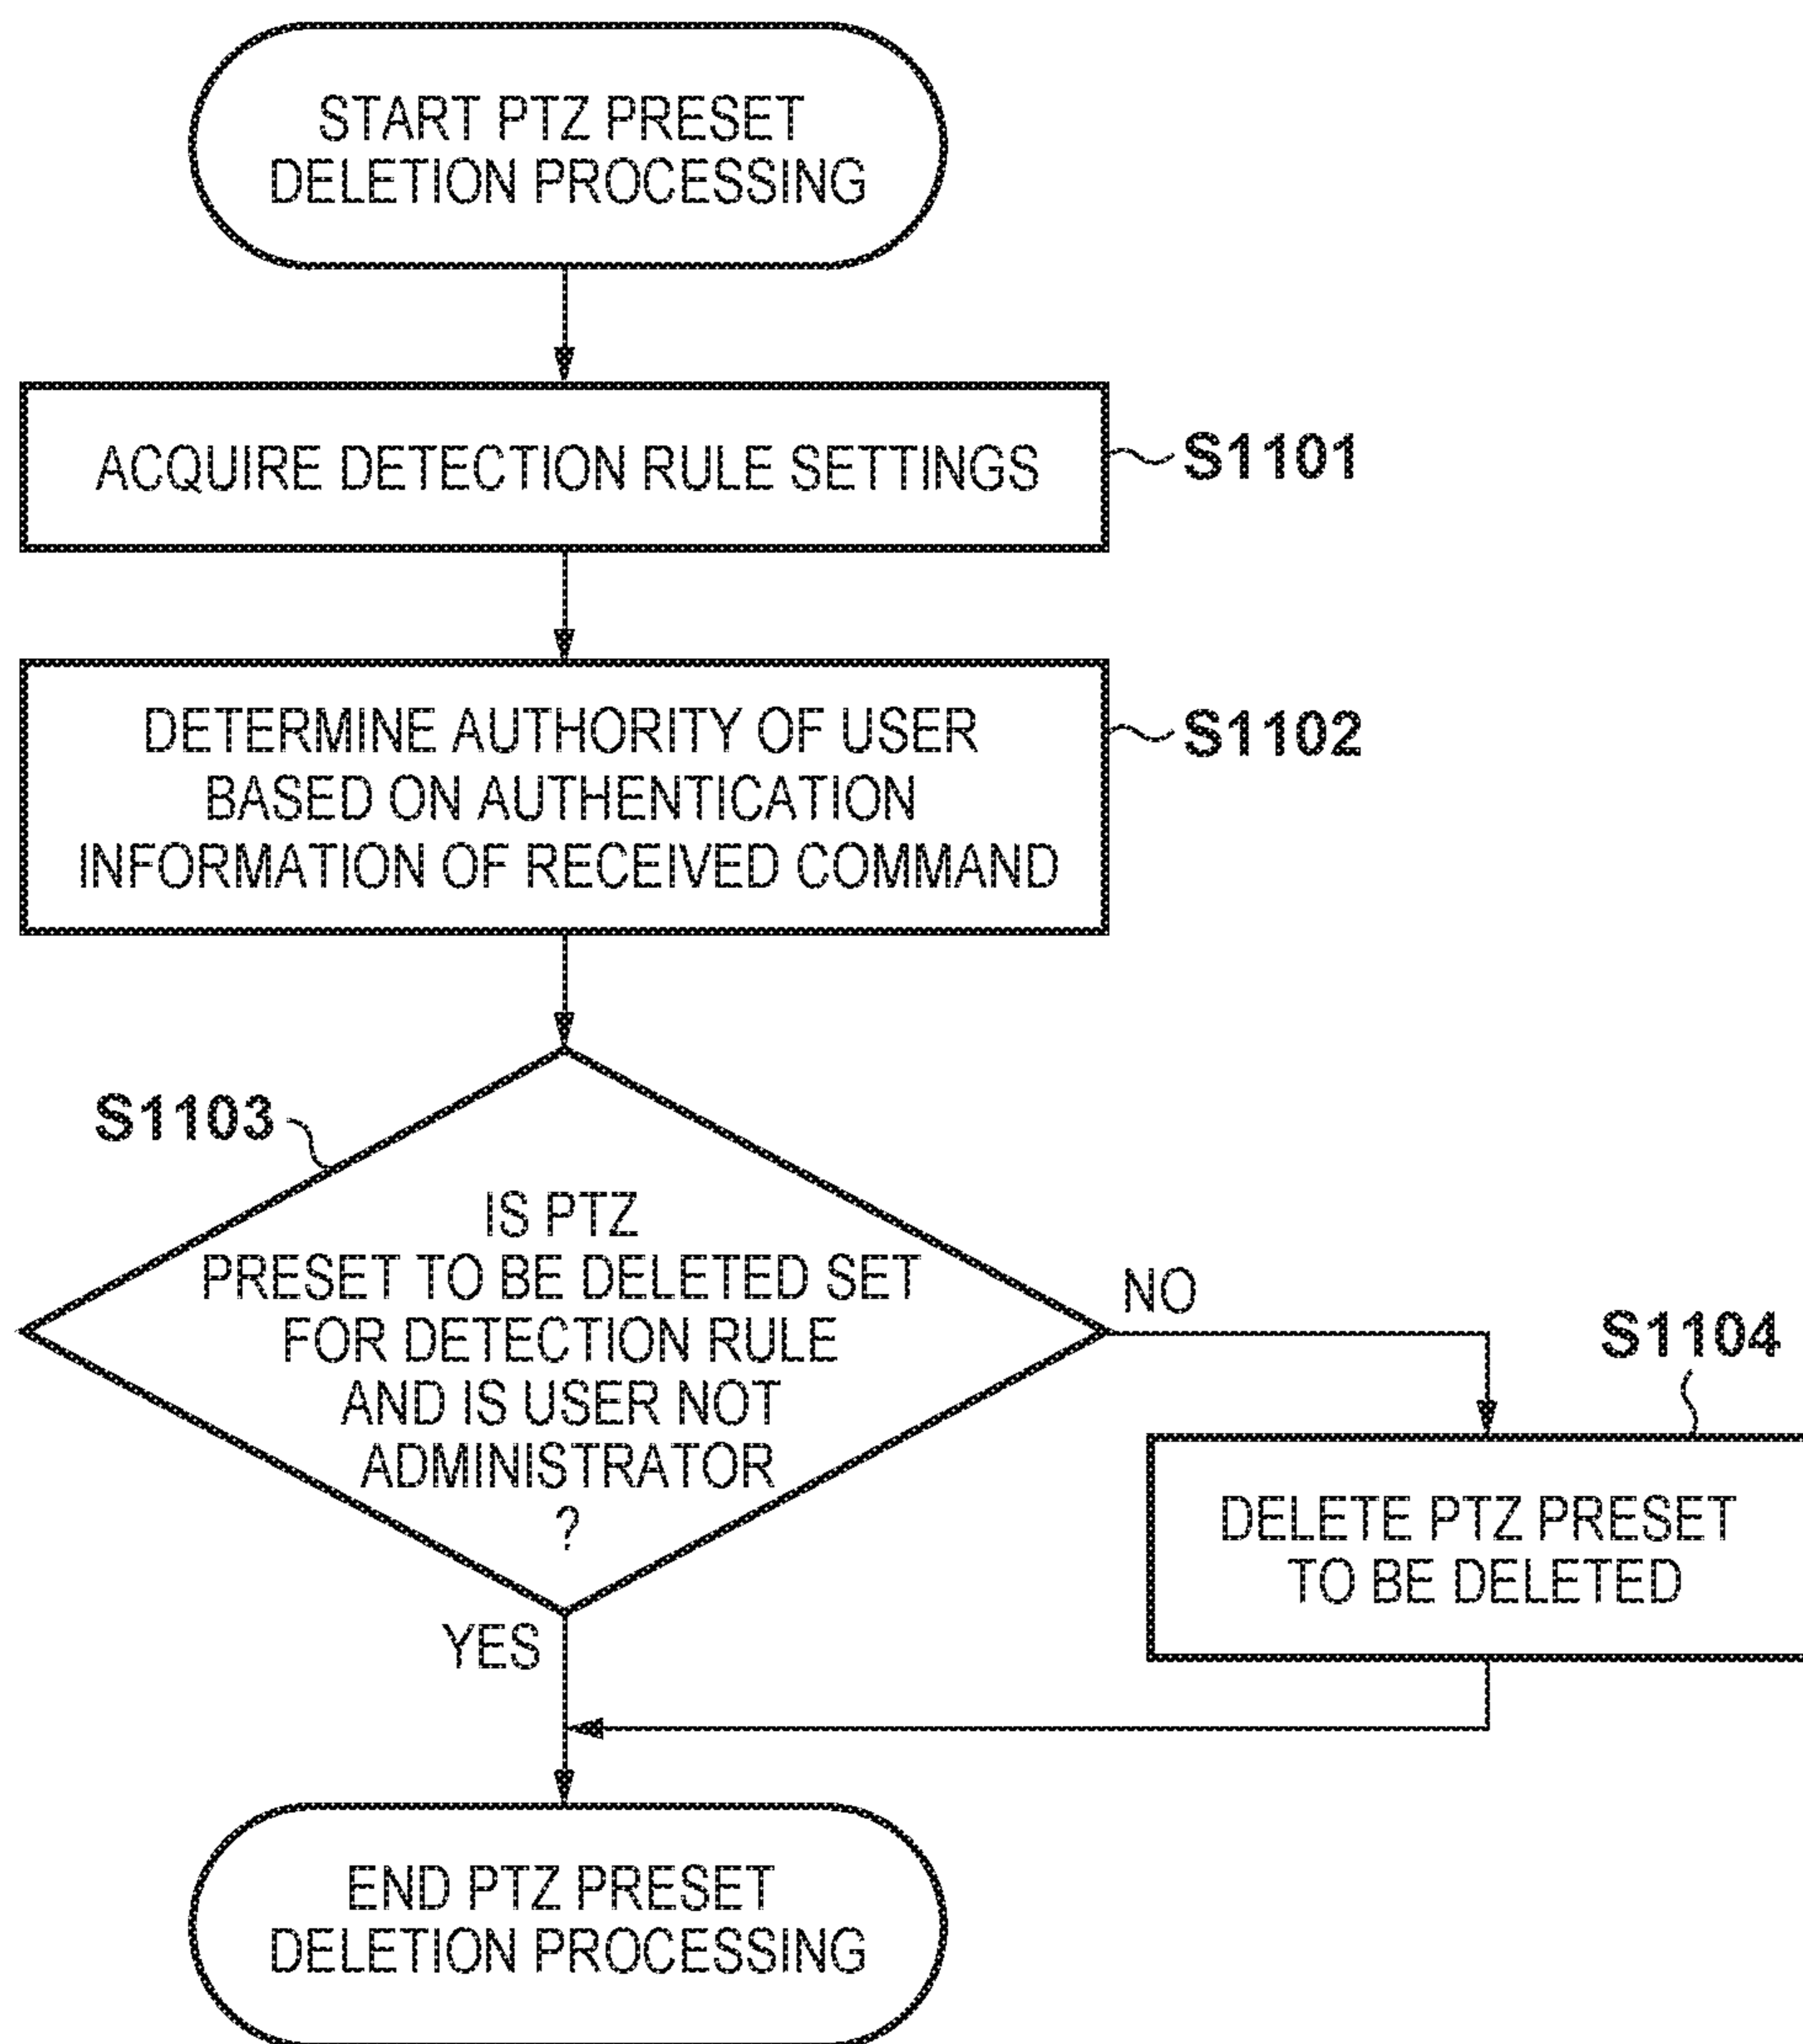 START PTZ PRESET
DELETION PROCESSING
ACQUIRE DETECTION RULE SETTINGS
S1101
DETERMINE AUTHORITY OF USER
BASED ON AUTHENTICATION
INFORMATION OF RECEIVED COMMAND
S1102
S1103
IS PTZ
PRESET TO BE DELETED SET
FOR DETECTION RULE
AND IS USER NOT
ADMINISTRATOR
?
NO
S1104
DELETE PTZ PRESET
TO BE DELETED
YES
END PTZ PRESET
DELETION PROCESSING